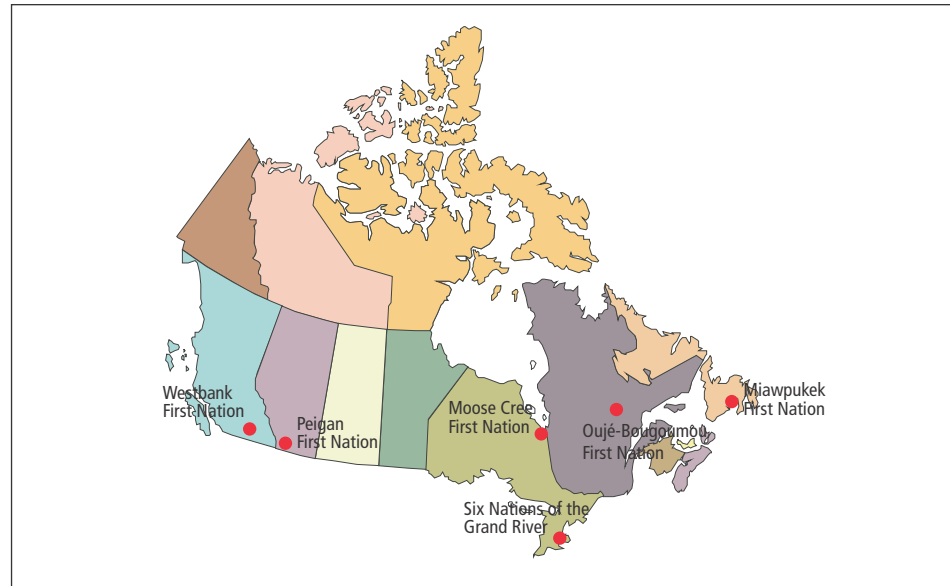 Westbank
First Nation
Peigan
First Nation
Moose Cree
First Nation
Oujé-Bougoumou
First Nation
Miawpukek
First Nation
Six Nations of the
Grand River